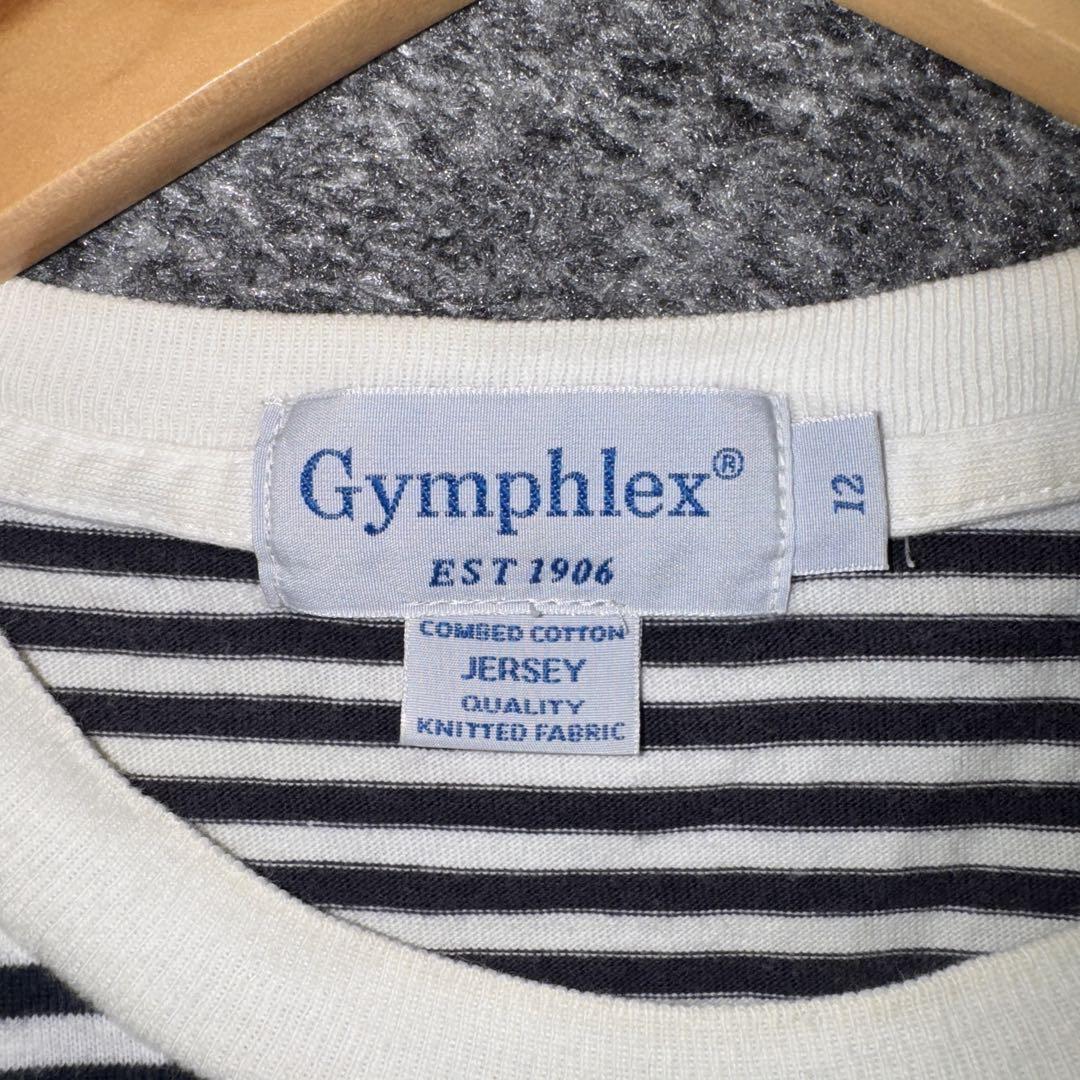 Gymphlex®
EST 1906
12
COMBED COTTON
JERSEY
QUALITY
KNITTED FABRIC